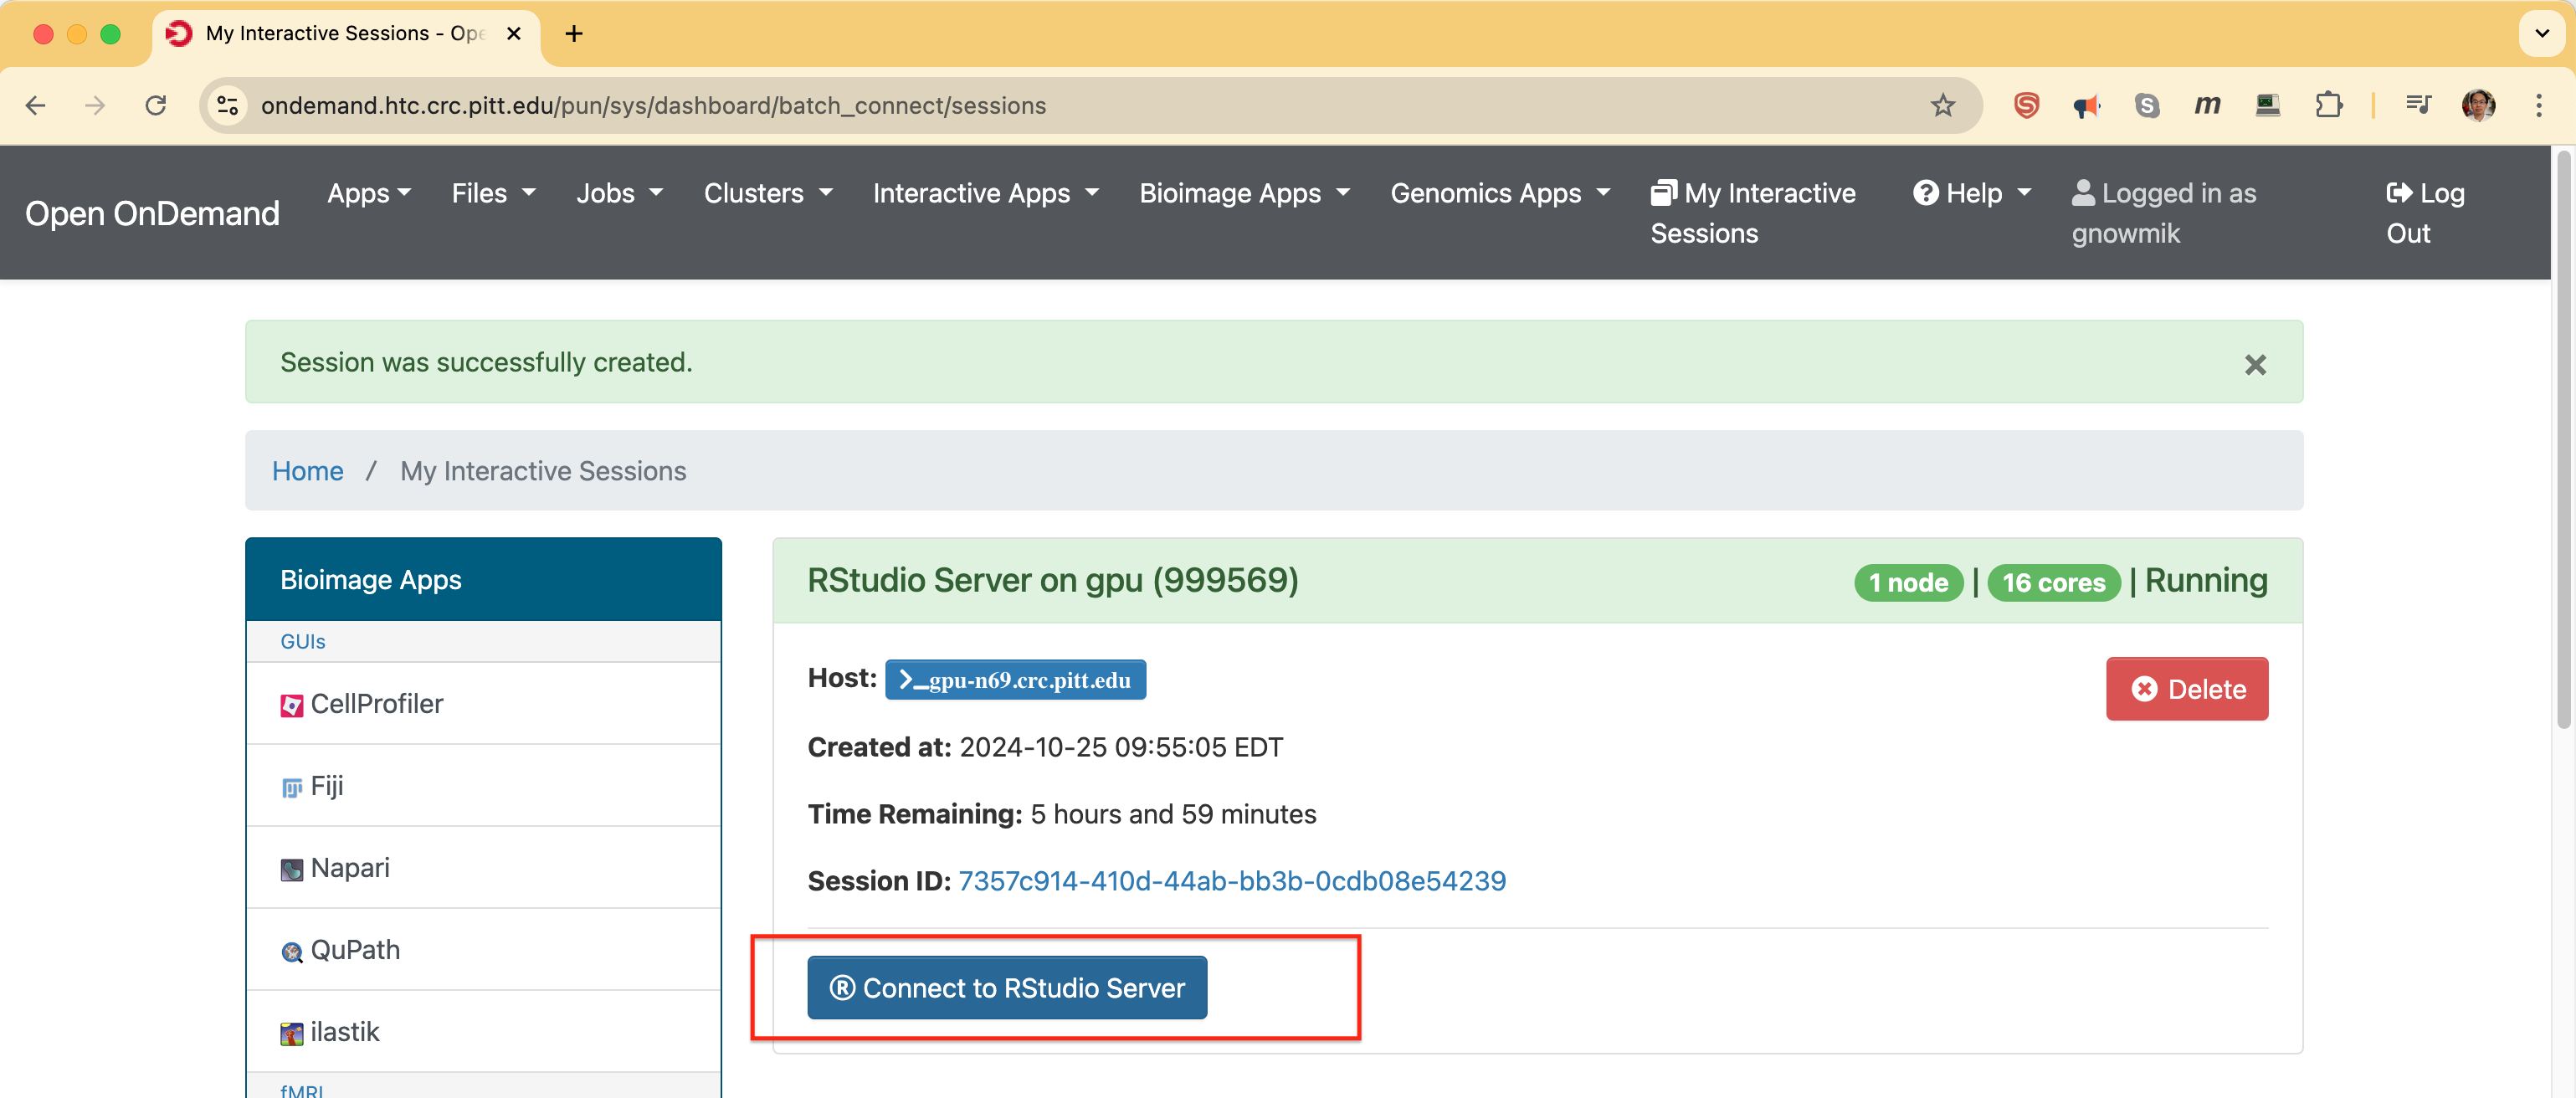 My Interactive Sessions - Ope
ondemand.htc.crc.pitt.edu/pun/sys/dashboard/batch_connect/sessions
Open OnDemand
Apps
Files
Jobs
Clusters
Interactive Apps
Bioimage Apps
Genomics Apps
My Interactive
Sessions
Help
Logged in as
gnowmik
Log
Out
Session was successfully created.
Home / My Interactive Sessions
Bioimage Apps
GUIs
CellProfiler
Fiji
Napari
QuPath
ilastik
fMRI
RStudio Server on gpu (999569)
1 node | 16 cores | Running
Host: >_gpu-n69.crc.pitt.edu
Delete
Created at: 2024-10-25 09:55:05 EDT
Time Remaining: 5 hours and 59 minutes
Session ID: 7357c914-410d-44ab-bb3b-0cdb08e54239
® Connect to RStudio Server